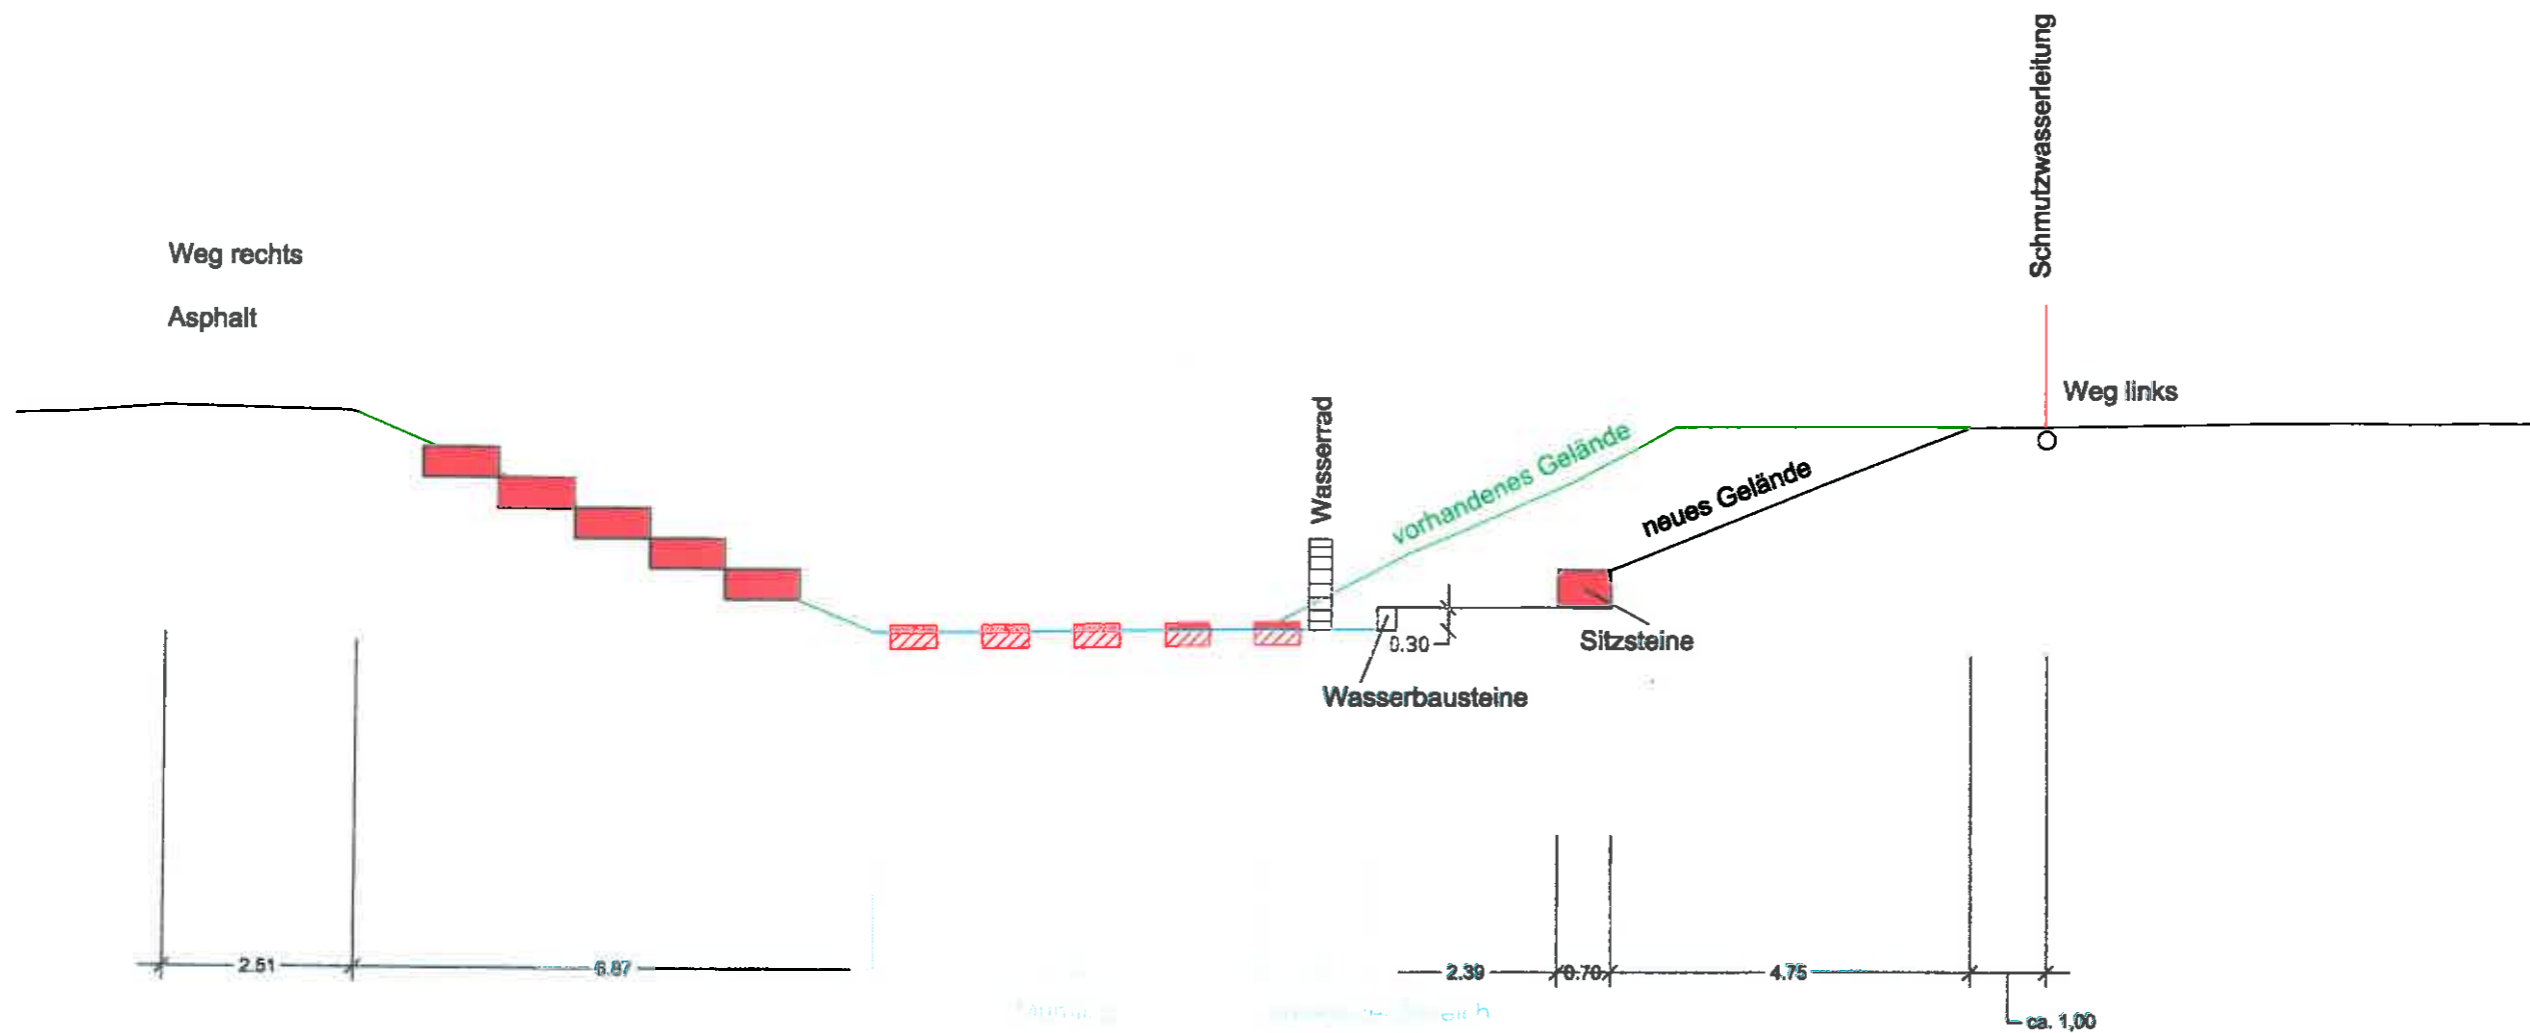 Schmutzwasserleitung
Weg rechts
Asphalt
Weg links
Wasserrad
vorhandenes Gelände
neues Gelände
0.30
Sitzsteine
Wasserbausteine
2.51
6.87
2.39
0.70
4.75
ca. 1,00